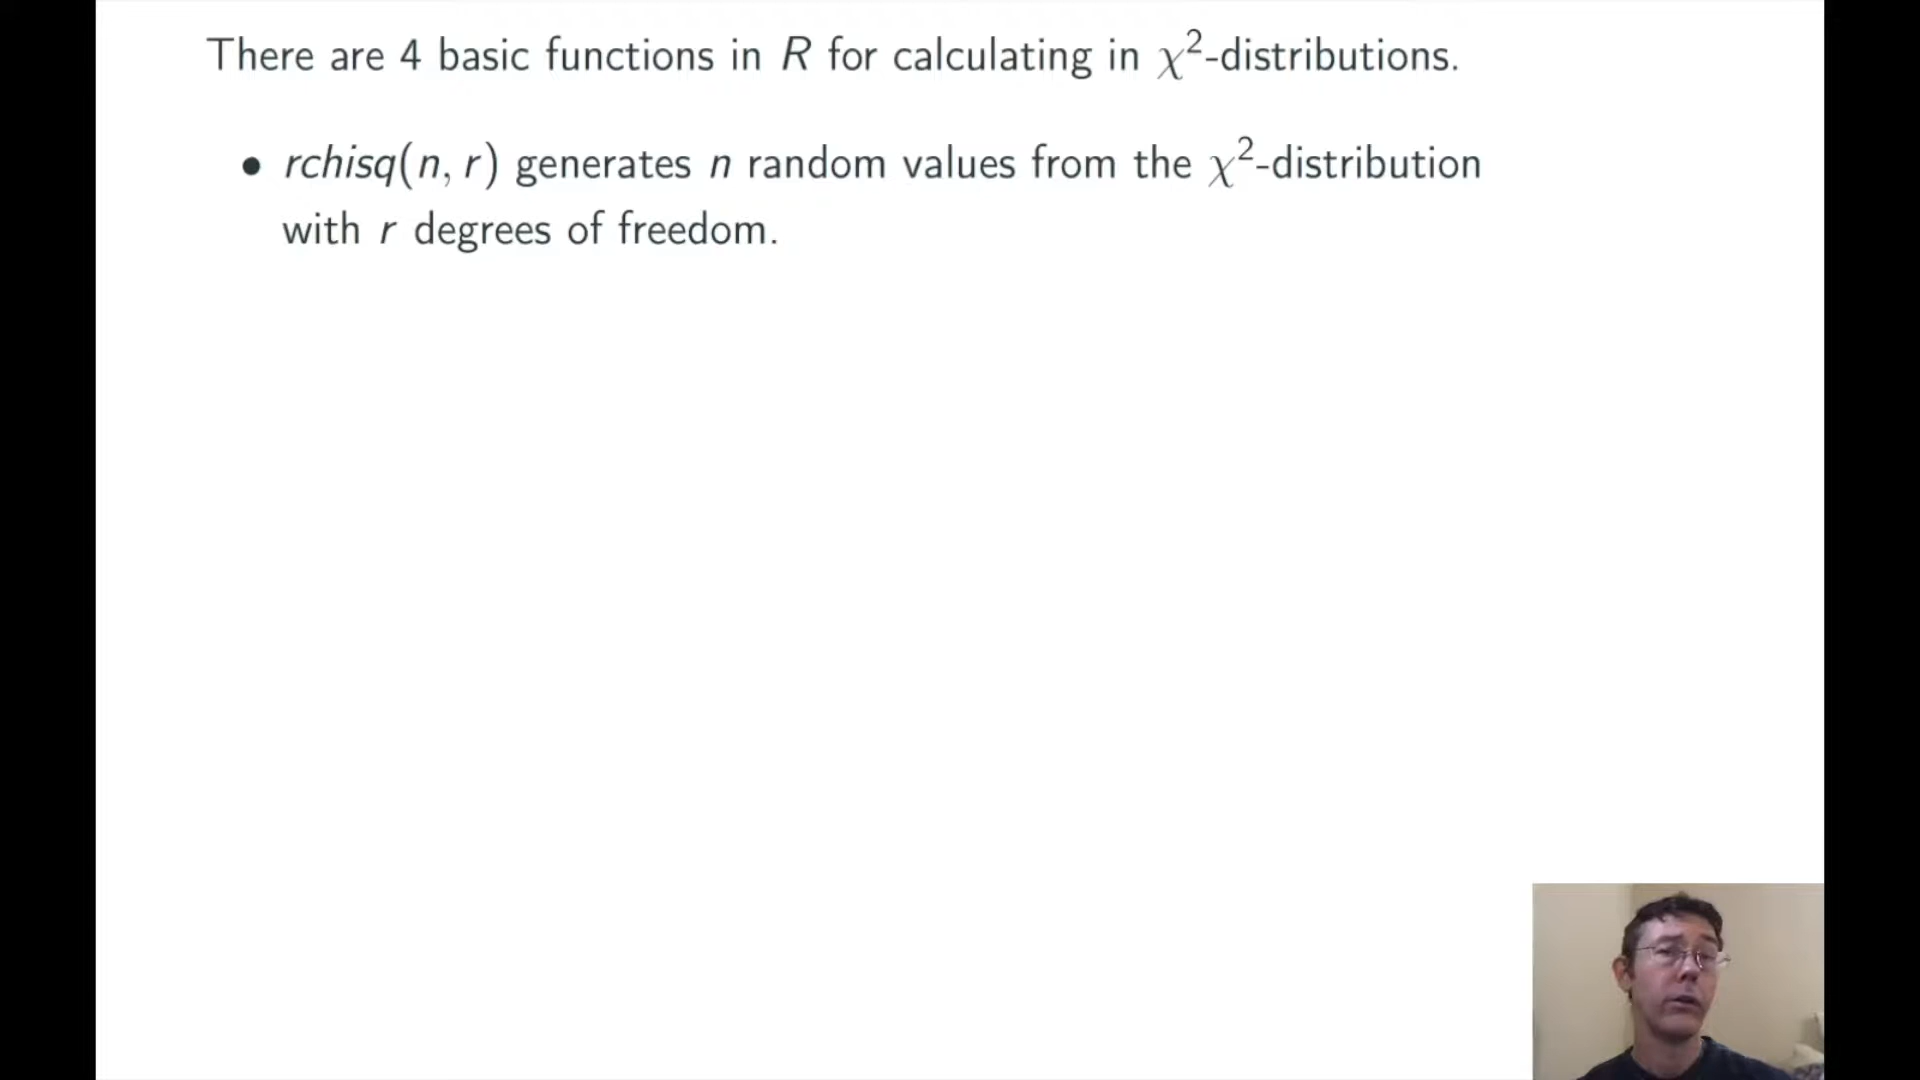 There are 4 basic functions in R for calculating in χ²-distributions.
• rchisq(n, r) generates n random values from the χ²-distribution
with r degrees of freedom.